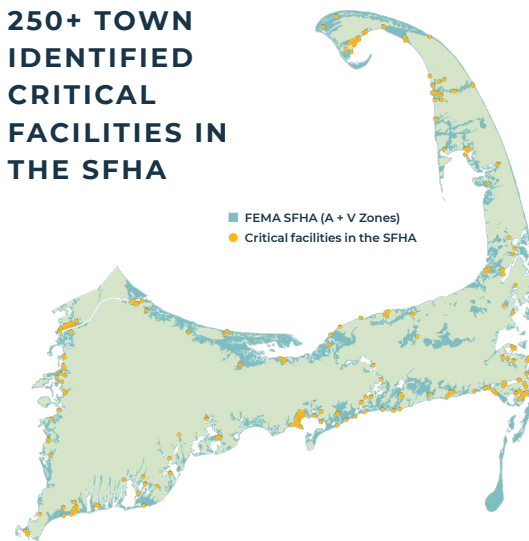 250+ TOWN
IDENTIFIED
CRITICAL
FACILITIES IN
THE SFHA
FEMA SFHA (A + V Zones)
Critical facilities in the SFHA